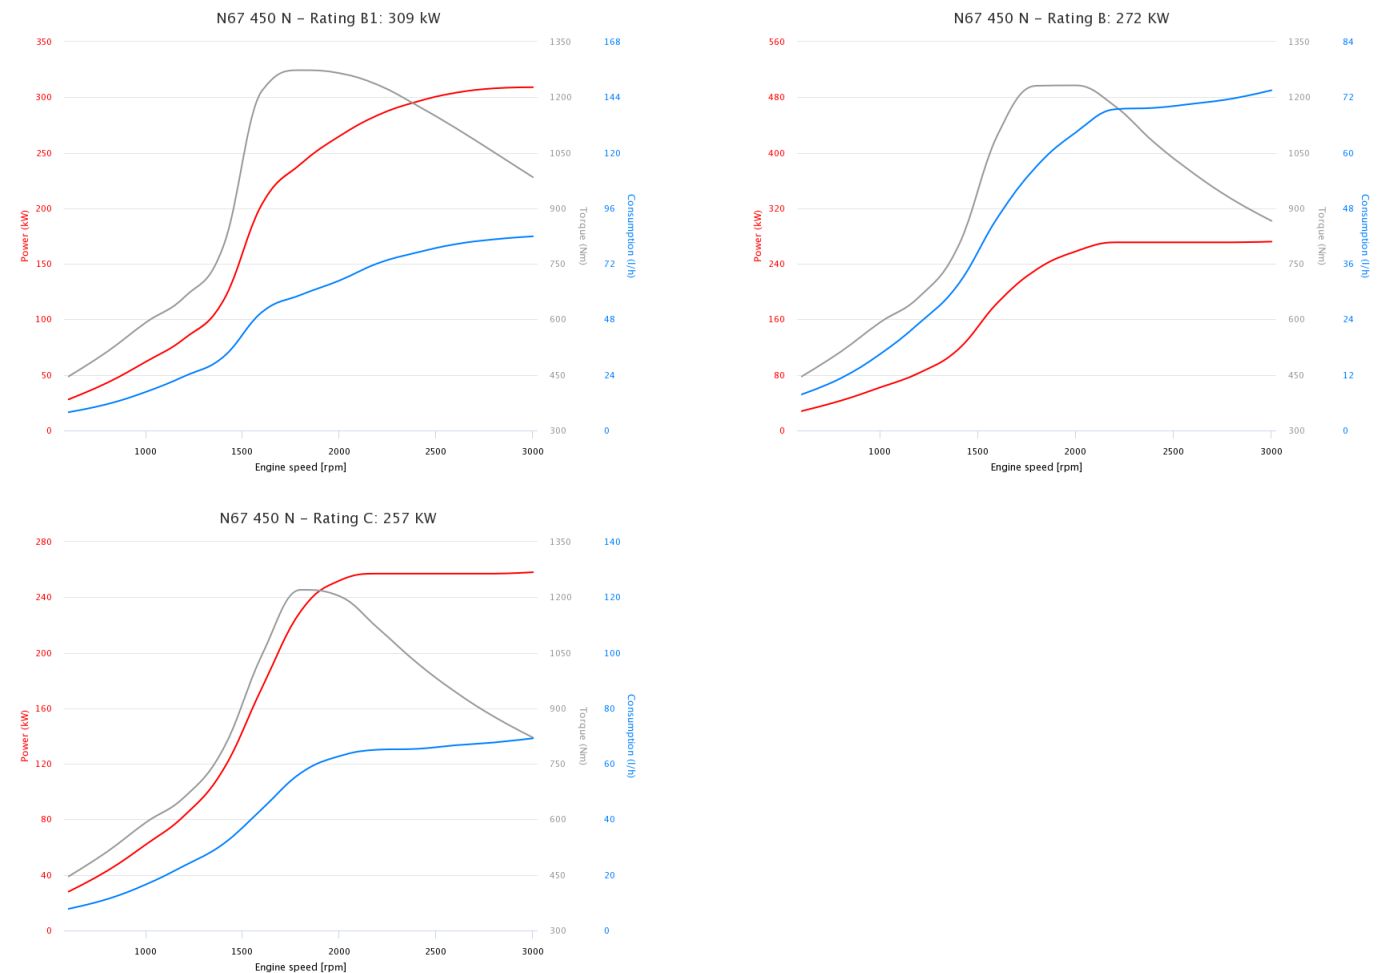 N67 450 N – Rating B1: 309 kW
350 1350 168
300 1200 144
250 1050 120
200 900 96
150 750 72
100 600 48
50 450 24
0 300 0
Power (kW)
Torque (Nm)
Consumption (l/h)
1000 1500 2000 2500 3000
Engine speed [rpm]
N67 450 N – Rating B: 272 KW
560 1350 84
480 1200 72
400 1050 60
320 900 48
240 750 36
160 600 24
80 450 12
0 300 0
Power (kW)
Torque (Nm)
Consumption (l/h)
1000 1500 2000 2500 3000
Engine speed [rpm]
N67 450 N – Rating C: 257 KW
280 1350 140
240 1200 120
200 1050 100
160 900 80
120 750 60
80 600 40
40 450 20
0 300 0
Power (kW)
Torque (Nm)
Consumption (l/h)
1000 1500 2000 2500 3000
Engine speed [rpm]